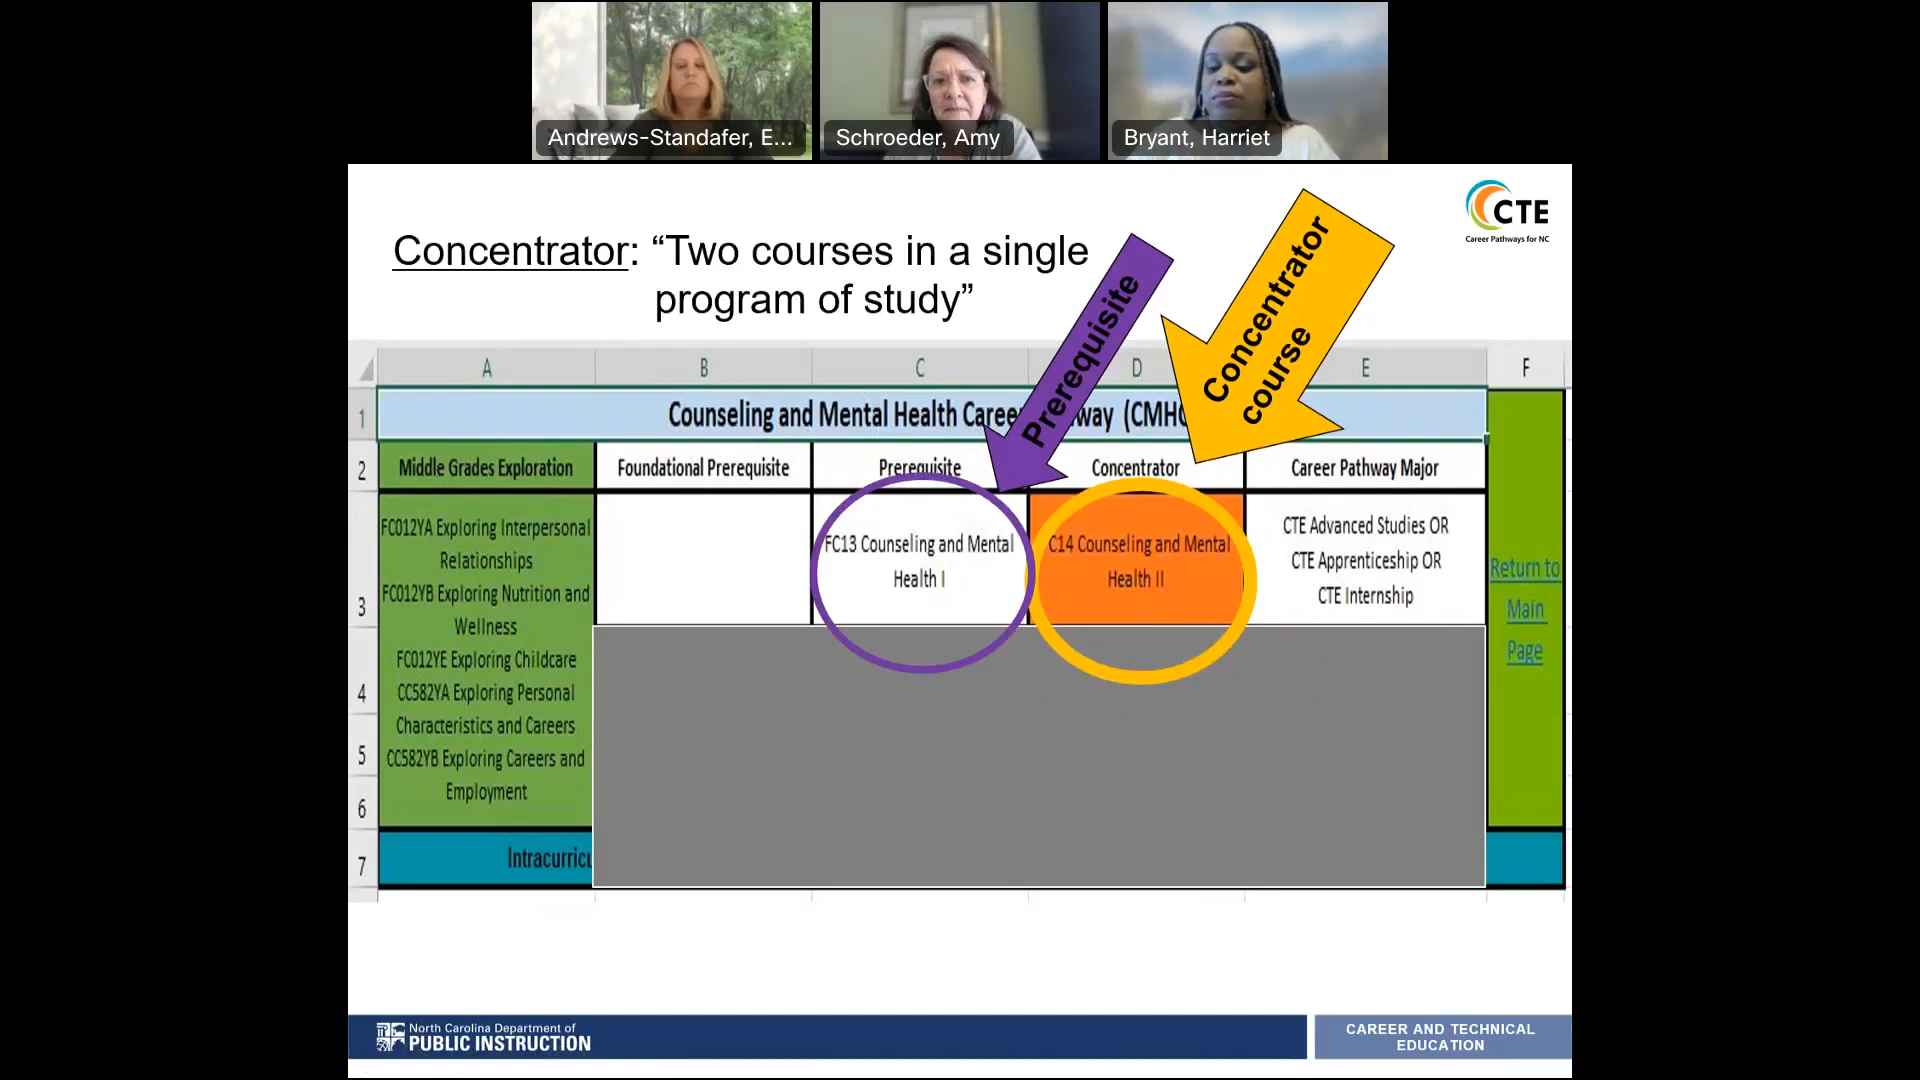 Andrews-Standafer, E...
Schroeder, Amy
Bryant, Harriet
CTE
Career Pathways for NC
Concentrator: “Two courses in a single
program of study”
Prerequisite
Concentrator
course
A B C D E F
1
Counseling and Mental Health Caree way (CMHC
2
Middle Grades Exploration
Foundational Prerequisite
Prerequisite
Concentrator
Career Pathway Major
3
FC012YA Exploring Interpersonal
Relationships
FC012YB Exploring Nutrition and
Wellness
FC012YE Exploring Childcare
CC582YA Exploring Personal
Characteristics and Careers
CC582YB Exploring Careers and
Employment
FC13 Counseling and Mental
Health I
C14 Counseling and Mental
Health II
CTE Advanced Studies OR
CTE Apprenticeship OR
CTE Internship
Return to
Main
Page
4
5
6
7
Intracurricu
North Carolina Department of
PUBLIC INSTRUCTION
CAREER AND TECHNICAL
EDUCATION